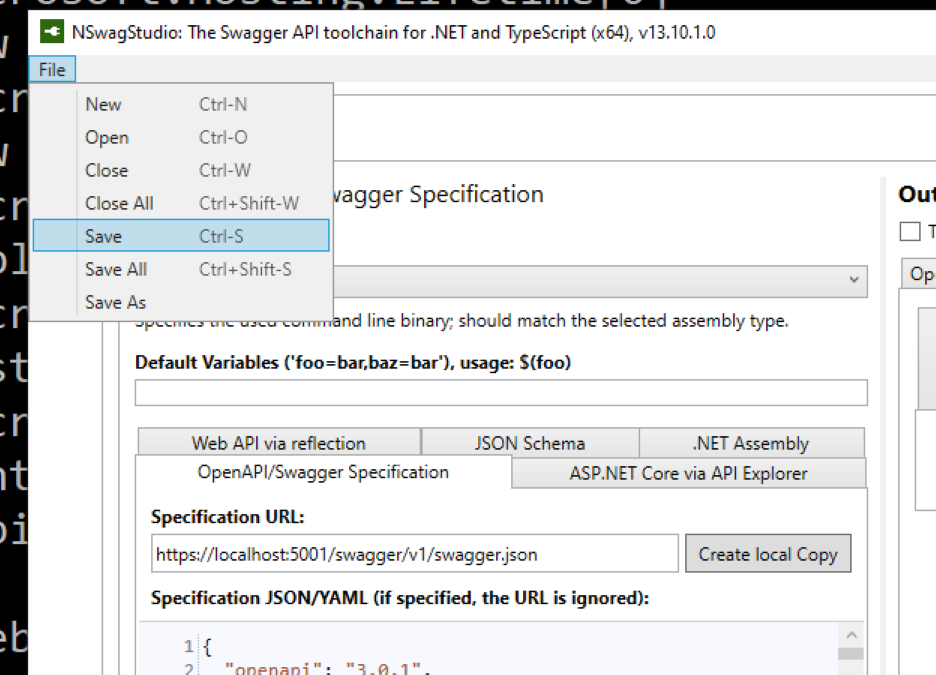 NSwagStudio: The Swagger API toolchain for .NET and TypeScript (x64), v13.10.1.0
File
New Ctrl-N
Open Ctrl-O
Close Ctrl-W
Close All Ctrl+Shift-W
Save Ctrl-S
Save All Ctrl+Shift-S
Save As
wagger Specification
Specifies the used command line binary; should match the selected assembly type.
Default Variables ('foo=bar,baz=bar'), usage: $(foo)
Web API via reflection JSON Schema .NET Assembly
OpenAPI/Swagger Specification ASP.NET Core via API Explorer
Specification URL:
https://localhost:5001/swagger/v1/swagger.json Create local Copy
Specification JSON/YAML (if specified, the URL is ignored):
1 {
2 "openapi": "3.0.1",
Out
Op